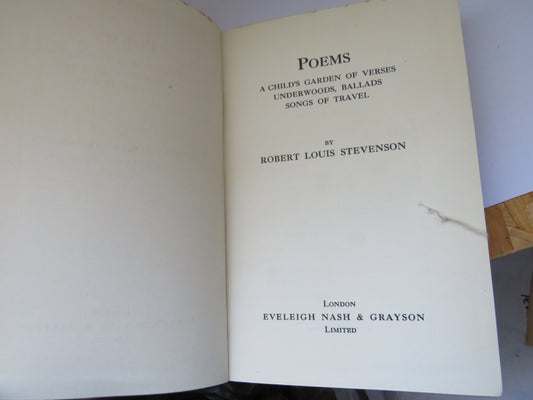 POEMS
A CHILD'S GARDEN OF VERSES
UNDERWOODS, BALLADS
SONGS OF TRAVEL
BY
ROBERT LOUIS STEVENSON
LONDON
EVELEIGH NASH & GRAYSON
LIMITED